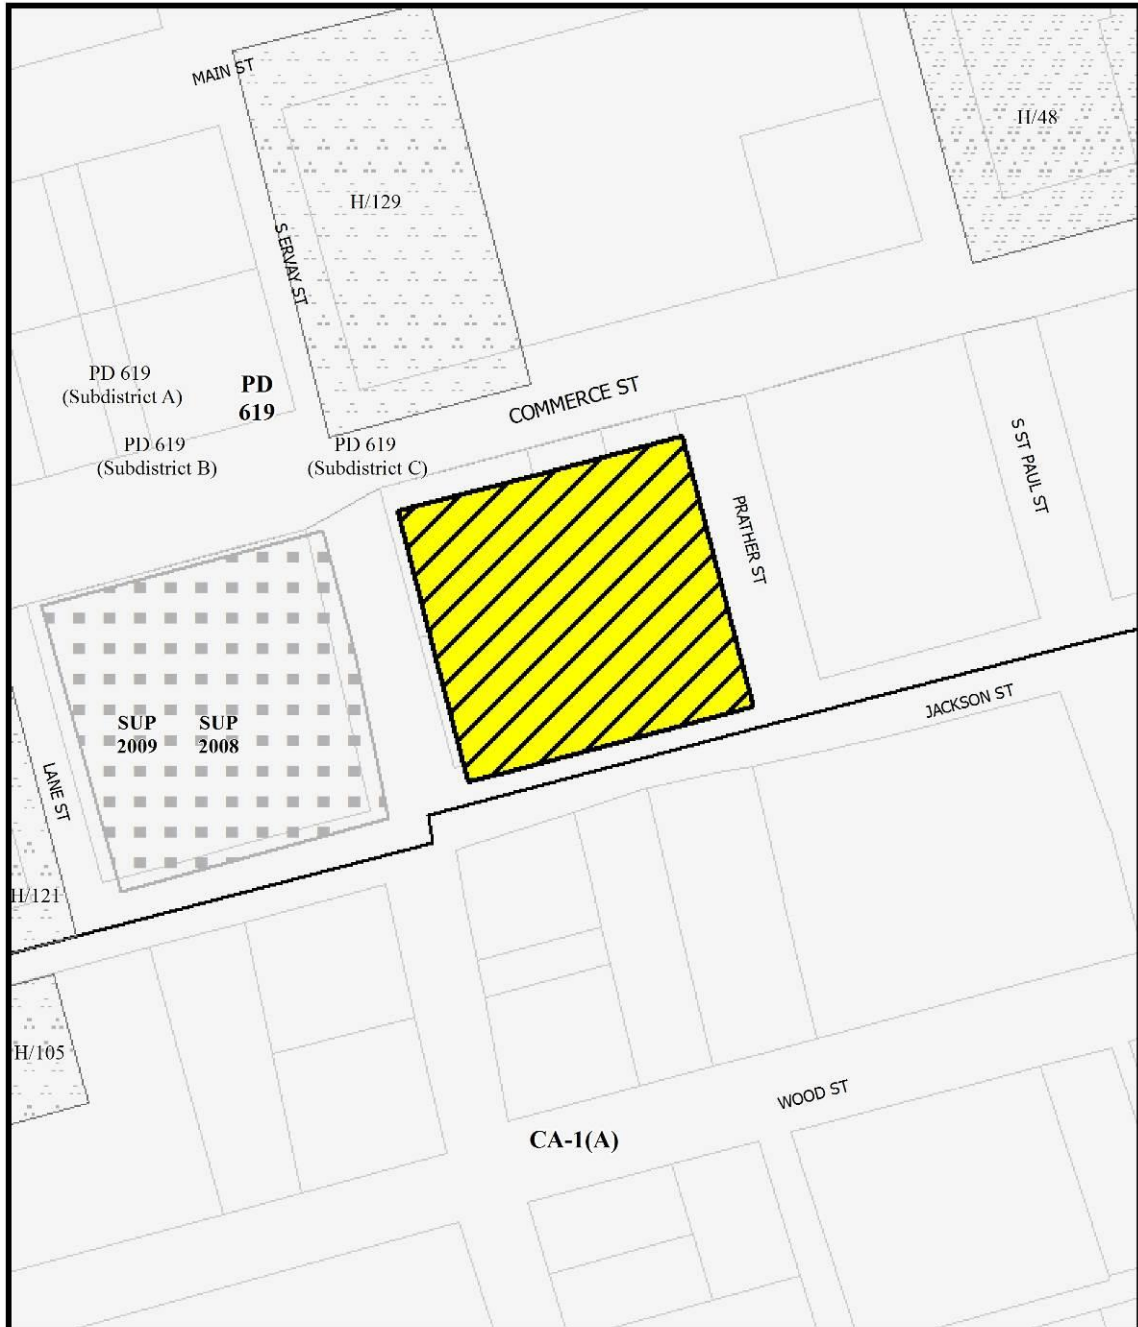 MAIN ST
H/48
H/129
S ERVAY ST
PD 619
(Subdistrict A)
PD
619
COMMERCE ST
PD 619
(Subdistrict B)
PD 619
(Subdistrict C)
S ST PAUL ST
PRATHER ST
JACKSON ST
SUP
2009
SUP
2008
LANE ST
H/121
H/105
WOOD ST
CA-1(A)